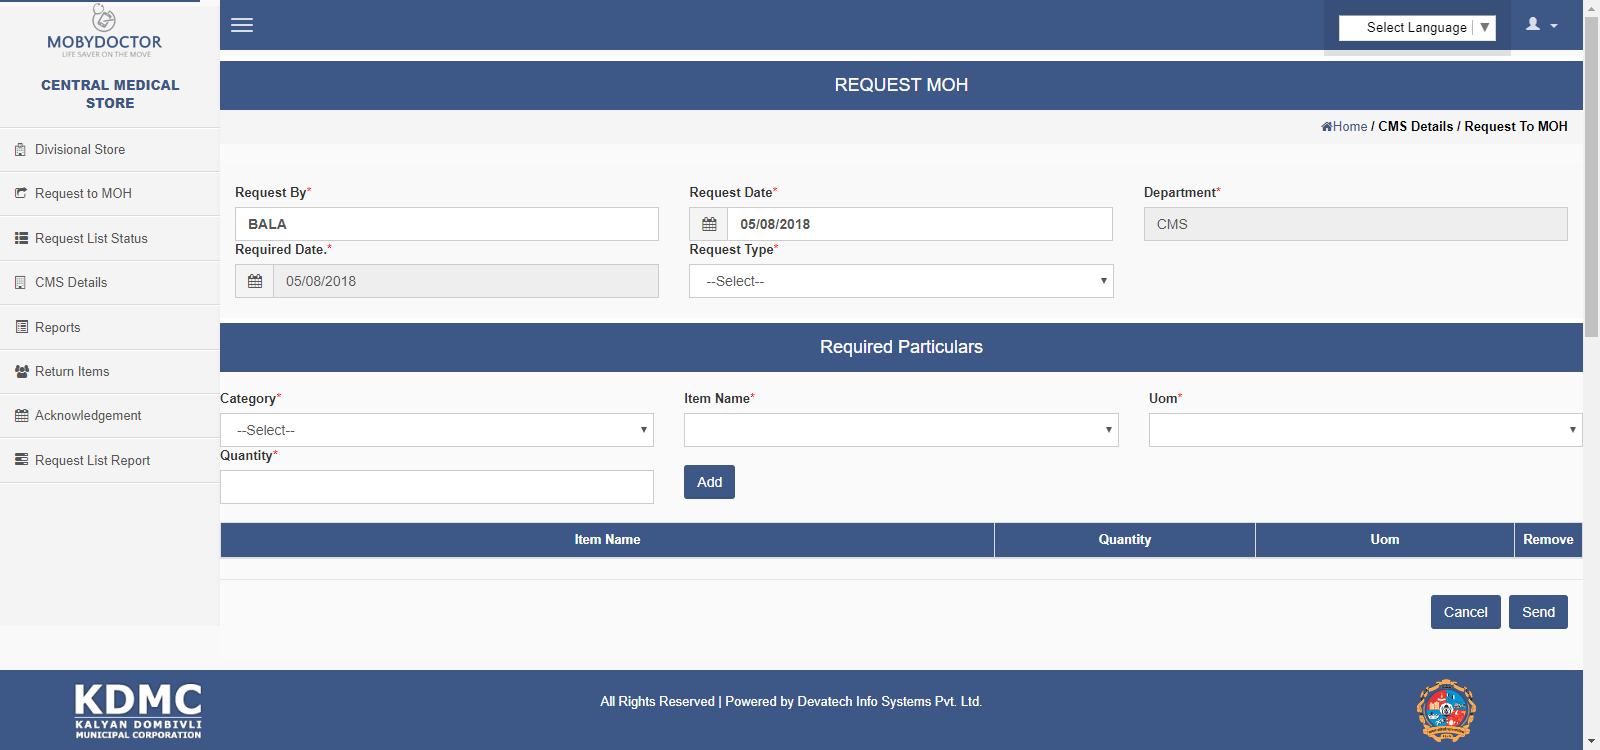 MOBYDOCTOR
LIFE SAVER ON THE MOVE
CENTRAL MEDICAL
STORE
Divisional Store
Request to MOH
Request List Status
CMS Details
Reports
Return Items
Acknowledgement
Request List Report
Select Language ▼
REQUEST MOH
Home / CMS Details / Request To MOH
Request By* Request Date* Department*
BALA 05/08/2018 CMS
Required Date.* Request Type*
05/08/2018 --Select--
Required Particulars
Category* Item Name* Uom*
--Select--
Quantity*
Add
Item Name Quantity Uom Remove
Cancel Send
KDMC
KALYAN DOMBIVLI
MUNICIPAL CORPORATION
All Rights Reserved | Powered by Devatech Info Systems Pvt. Ltd.